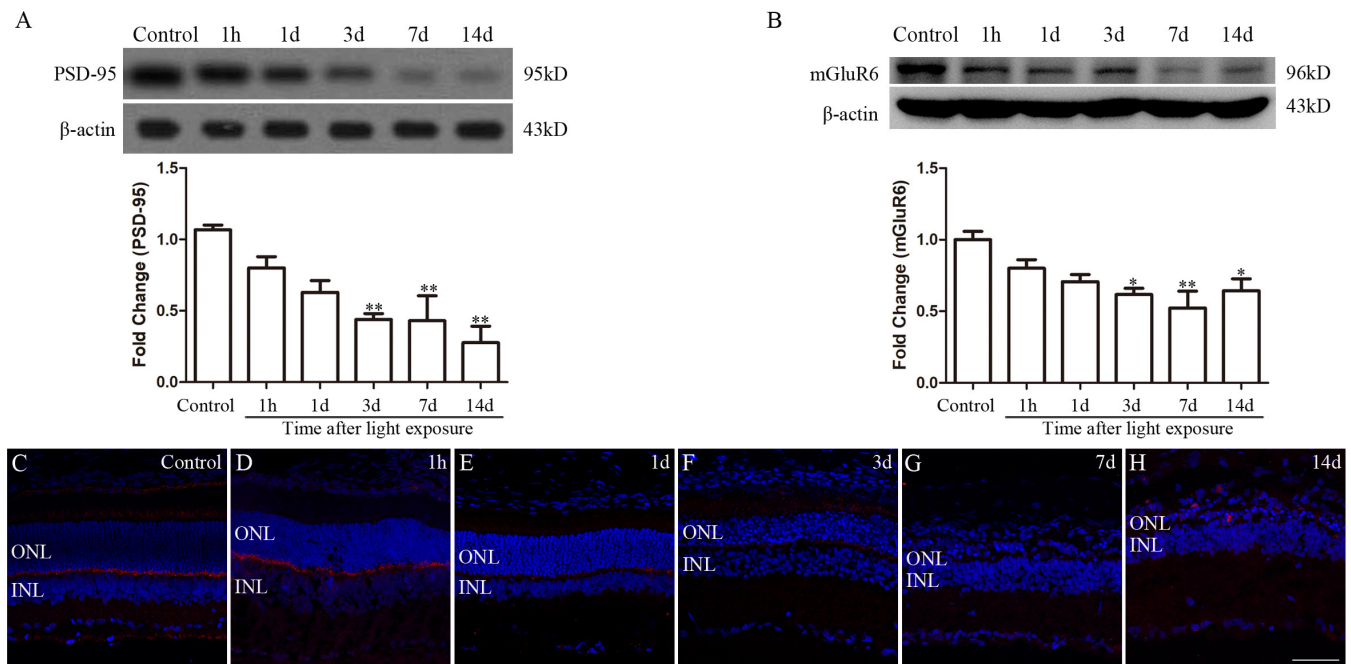 A
Control 1h 1d 3d 7d 14d
PSD-95 95kD
β-actin 43kD
Fold Change (PSD-95)
1.5
1.0
0.5
0.0
** ** **
Control 1h 1d 3d 7d 14d
Time after light exposure
B
Control 1h 1d 3d 7d 14d
mGluR6 96kD
β-actin 43kD
Fold Change (mGluR6)
1.5
1.0
0.5
0.0
* ** *
Control 1h 1d 3d 7d 14d
Time after light exposure
C Control
ONL
INL
D 1h
ONL
INL
E 1d
ONL
INL
F 3d
ONL
INL
G 7d
ONL
INL
H 14d
ONL
INL